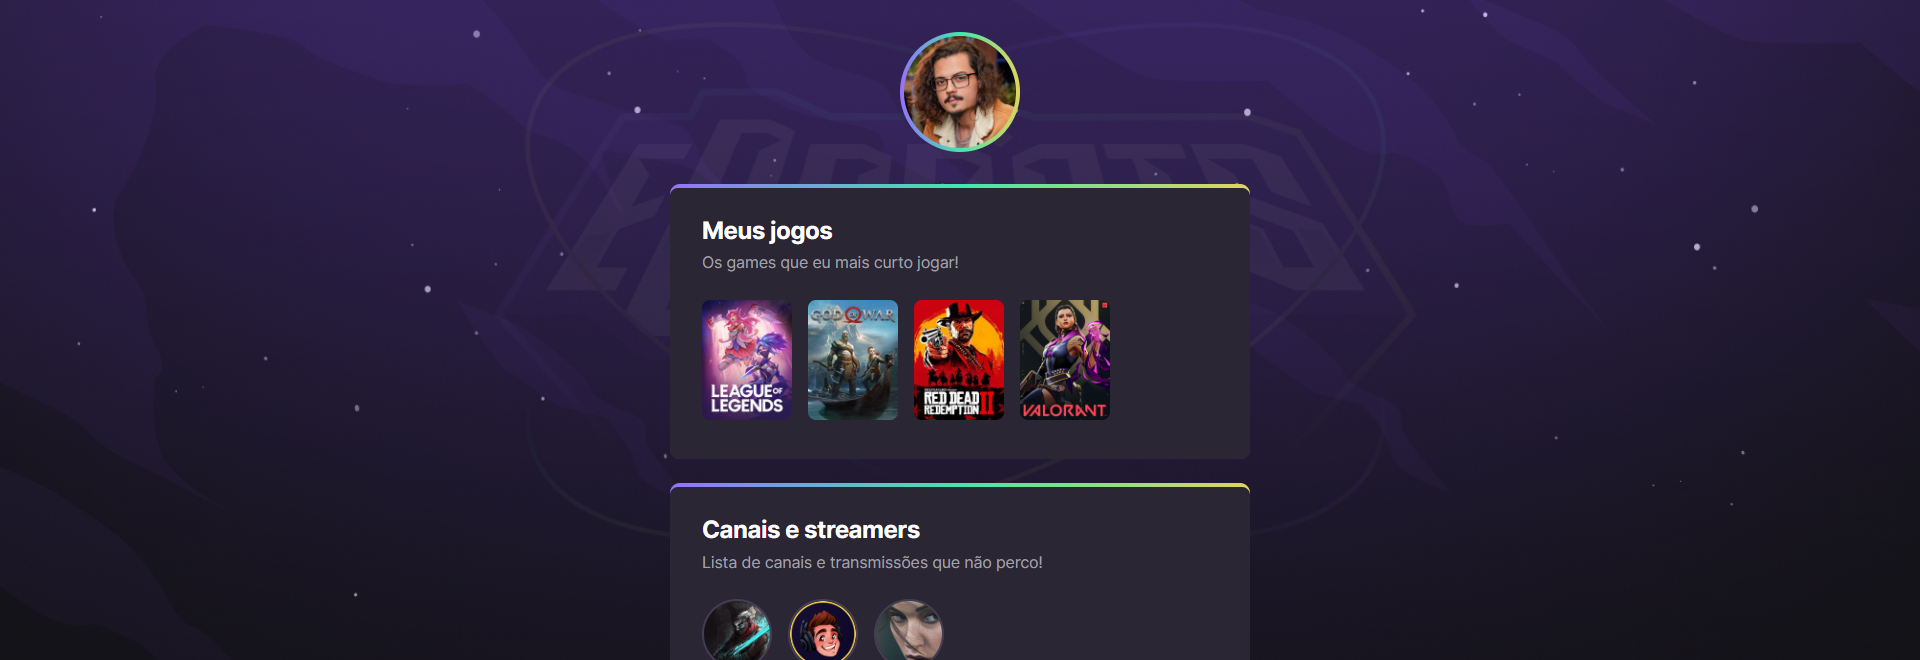 ESPORTS
Meus jogos
Os games que eu mais curto jogar!
LEAGUE OF
LEGENDS
GOD OF WAR
RED DEAD
REDEMPTION II
VALORANT
Canais e streamers
Lista de canais e transmissões que não perco!